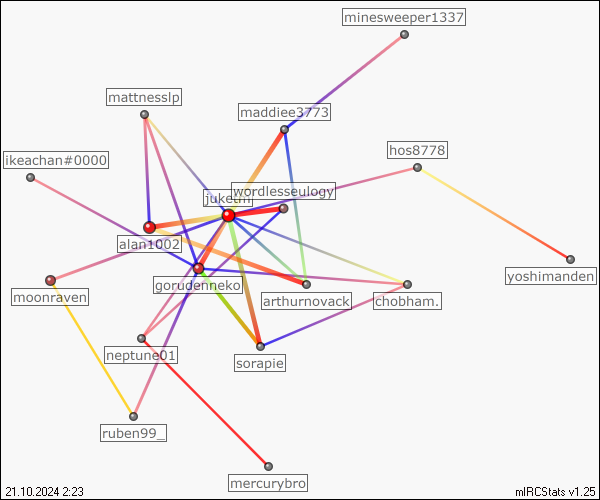 minesweeper1337
mattnesslp
maddiee3773
hos8778
ikeachan#0000
wordlesseulogy
alan1002
yoshimanden
gorudenneko
moonraven
arthurnovack
chobham.
neptune01
sorapie
ruben99_
mercurybro
21.10.2024 2:23
mIRCStats v1.25